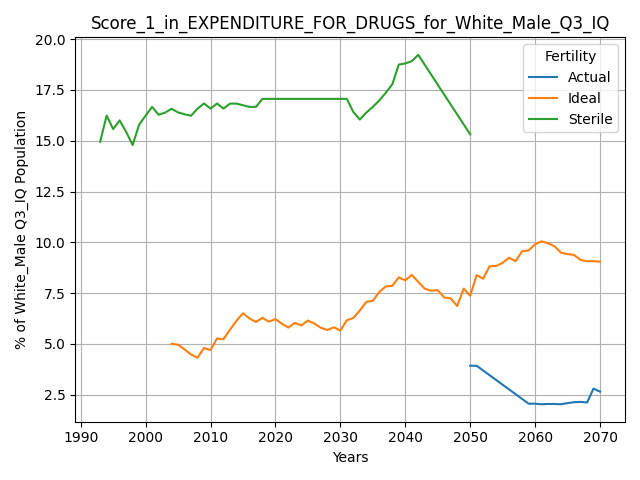 Score_1_in_EXPENDITURE_FOR_DRUGS_for_White_Male_Q3_IQ
% of White_Male Q3_IQ Population
20.0
17.5
15.0
12.5
10.0
7.5
5.0
2.5
Fertility
Actual
Ideal
Sterile
1990 2000 2010 2020 2030 2040 2050 2060 2070
Years